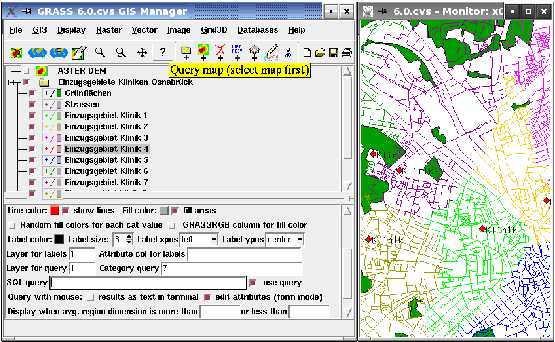 GRASS 6.0.cvs GIS Manager
File GIS Display Raster Vector Image Grid3D Databases Help
Query map (select map first)
ASTER DEM
Einzugsgebiete Kliniken Osnabrück
Grünflächen
Strassen
Einzugsgebiet Klinik 1
Einzugsgebiet Klinik 2
Einzugsgebiet Klinik 3
Einzugsgebiet Klinik 4
Einzugsgebiet Klinik 5
Einzugsgebiet Klinik 6
Einzugsgebiet Klinik 7
Line color: show lines Fill color: fill areas
Random fill colors for each cat value GRASSRGB column for fill color
Label color: Label size: 8 Label xpos left Label ypos center
Layer for labels 1 Attribute col for labels
Layer for query 1 Category query 7
SQL query use query
Query with mouse: results as text in terminal edit attributes (form mode)
Display when avg. region dimension is more than or less than
6.0.cvs - Monitor: x0